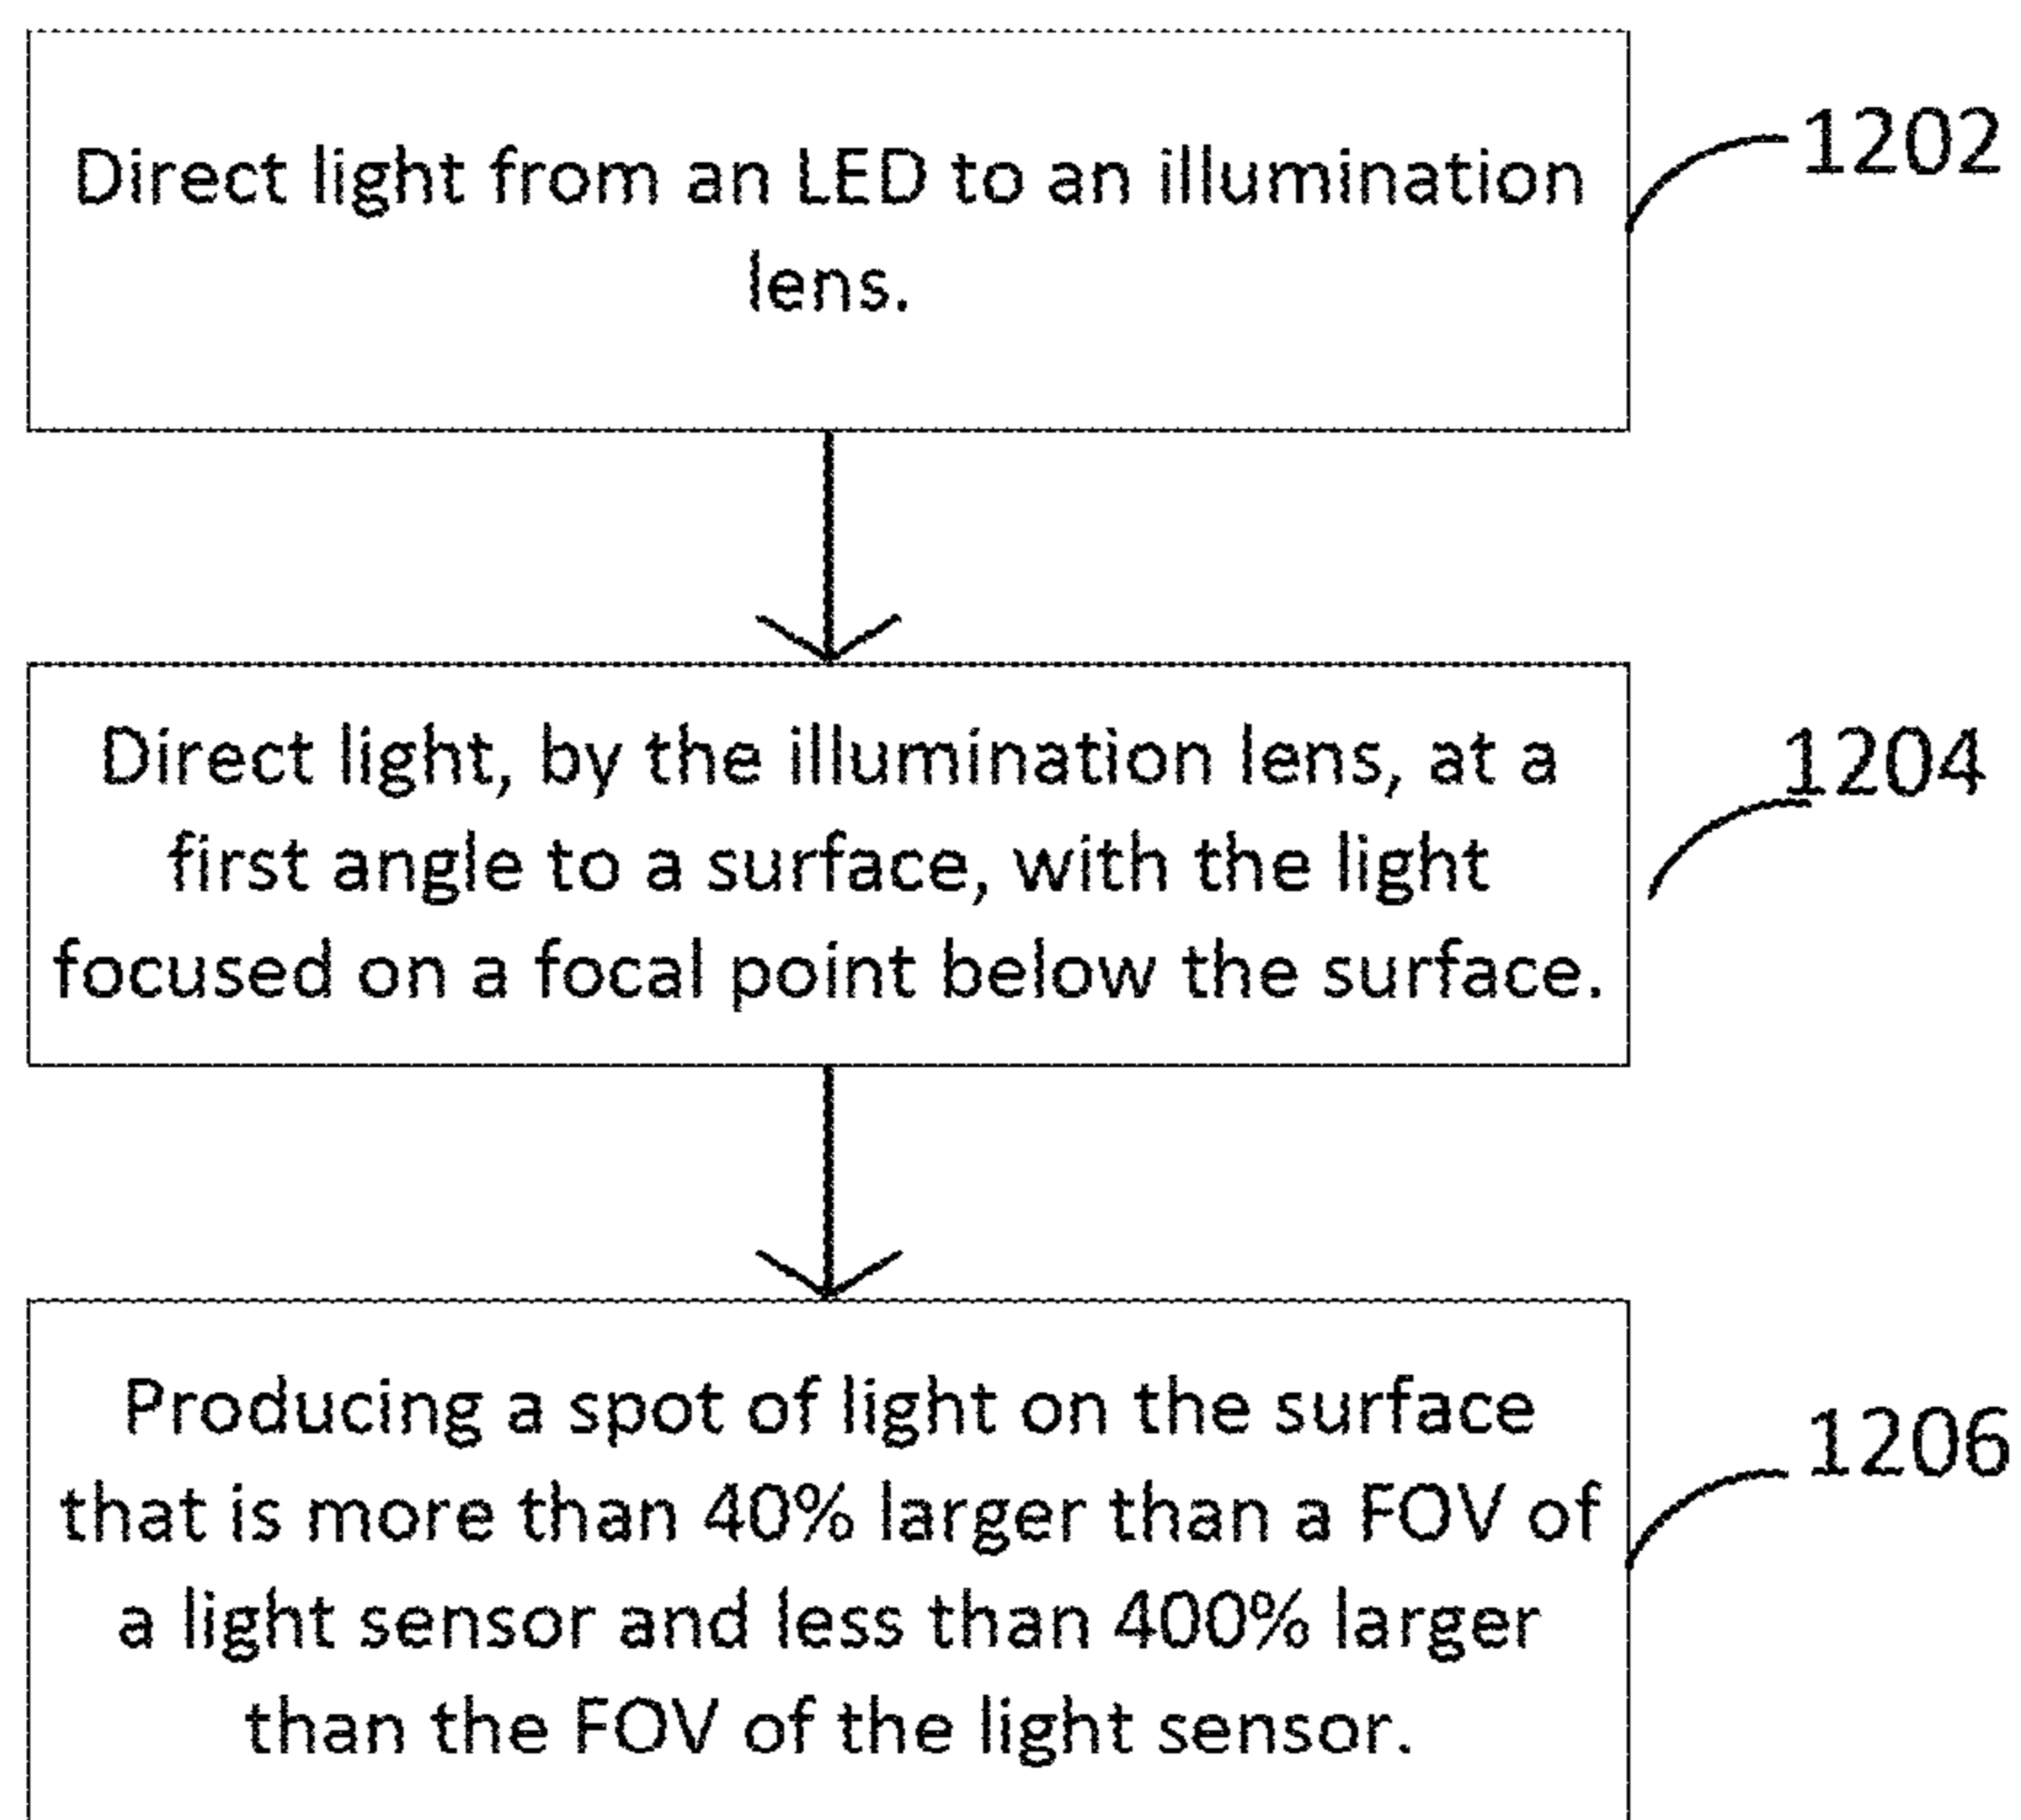 Direct light from an LED to an illumination
lens.
1202
Direct light, by the illumination lens, at a
first angle to a surface, with the light
focused on a focal point below the surface.
1204
Producing a spot of light on the surface
that is more than 40% larger than a FOV of
a light sensor and less than 400% larger
than the FOV of the light sensor.
1206